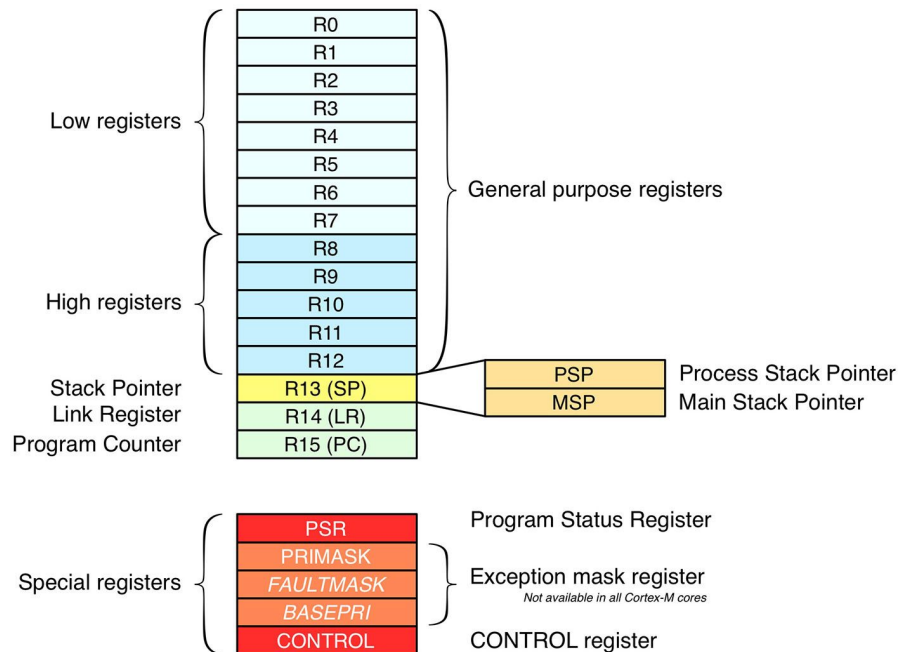 R0
R1
R2
R3
Low registers
R4
R5
R6
General purpose registers
R7
R8
R9
High registers
R10
R11
R12
PSP
Process Stack Pointer
Stack Pointer
R13 (SP)
MSP
Main Stack Pointer
Link Register
R14 (LR)
Program Counter
R15 (PC)
PSR
Program Status Register
PRIMASK
Special registers
FAULTMASK
Exception mask register
Not available in all Cortex-M cores
BASEPRI
CONTROL
CONTROL register